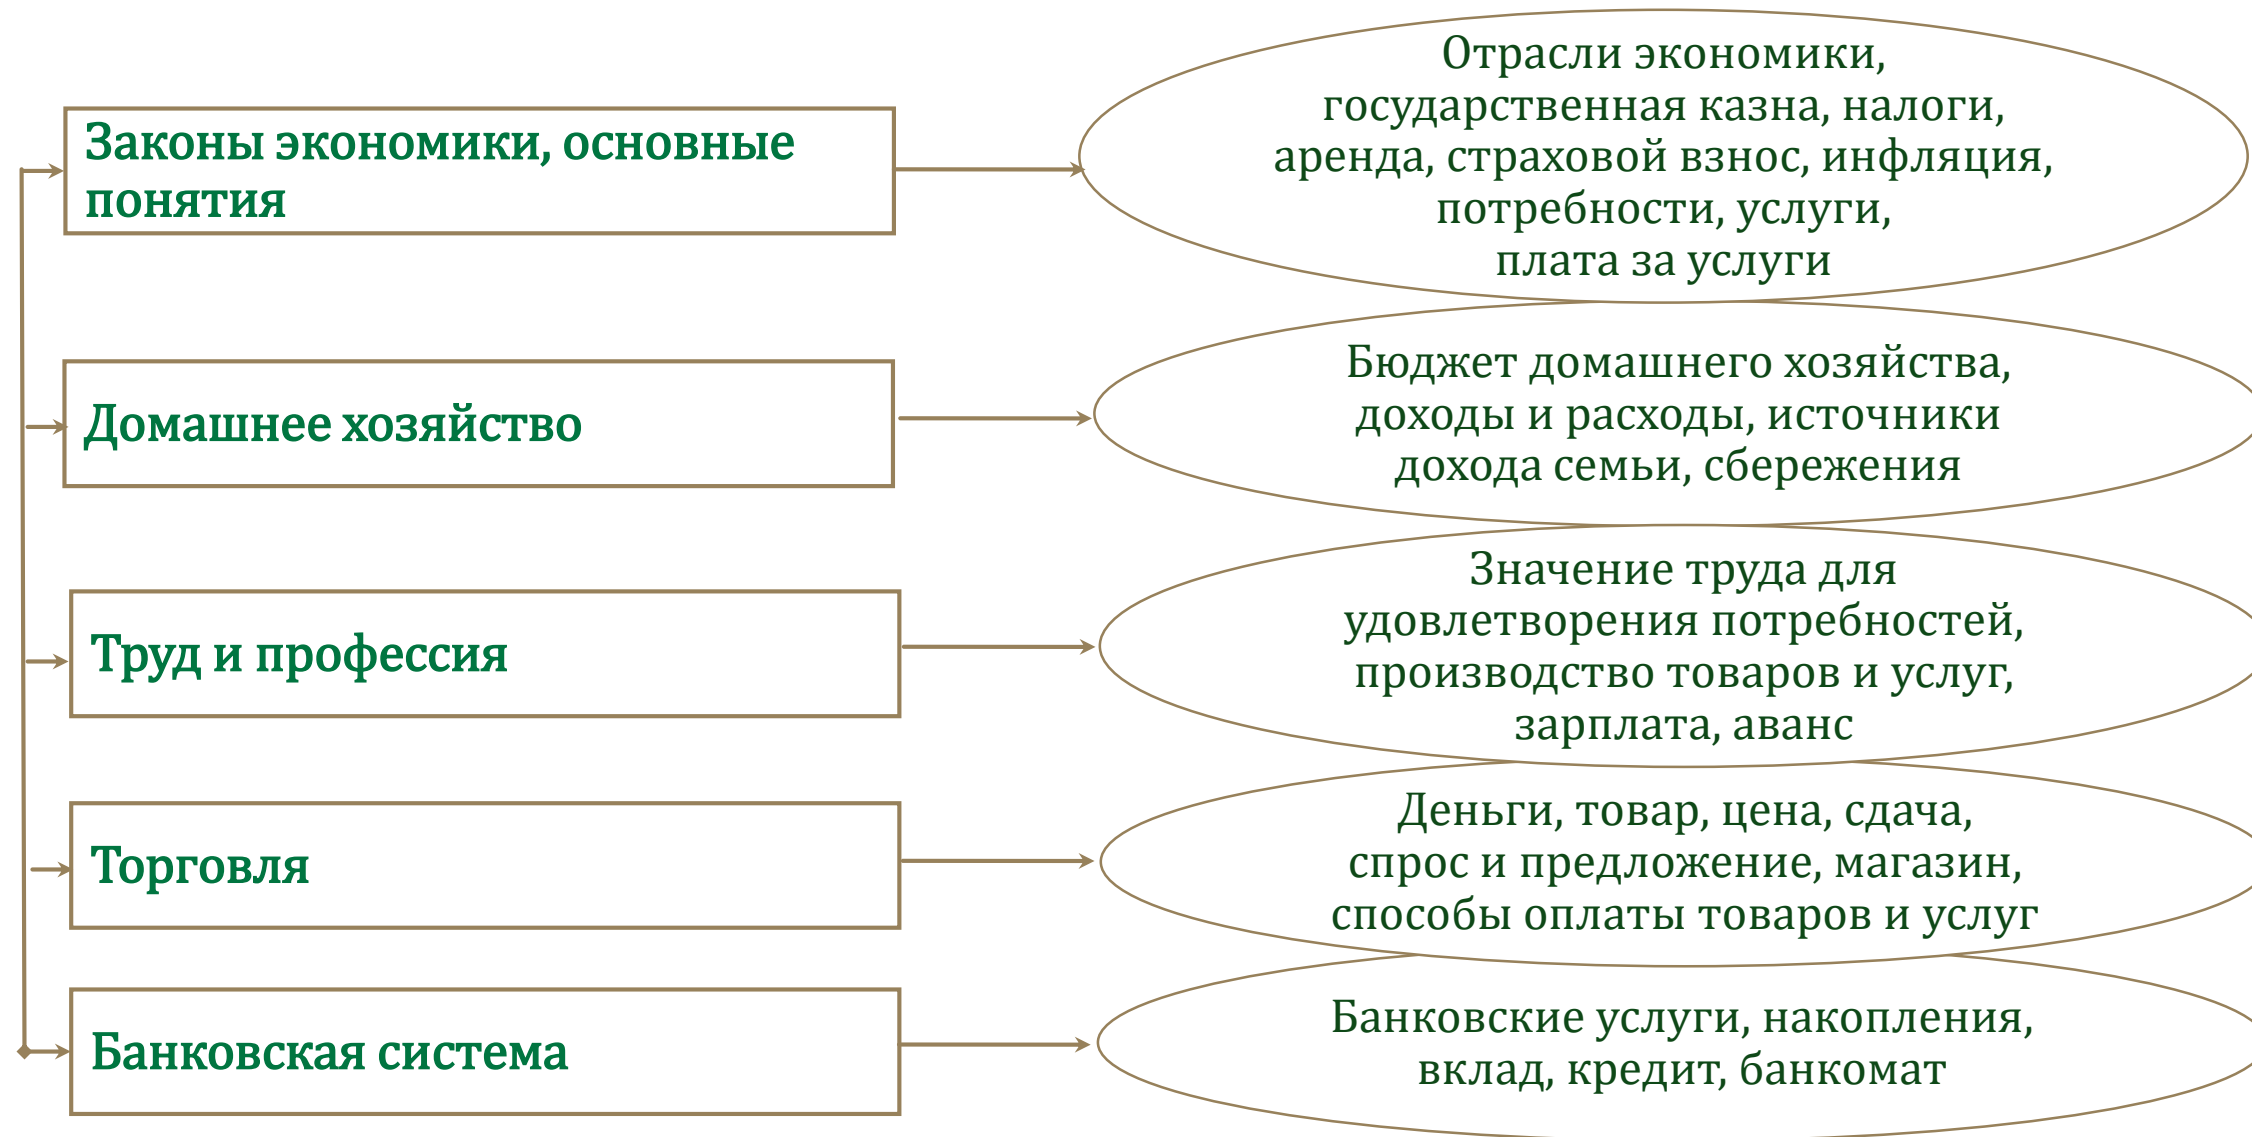 Законы экономики, основные
понятия
Отрасли экономики,
государственная казна, налоги,
аренда, страховой взнос, инфляция,
потребности, услуги,
плата за услуги
Домашнее хозяйство
Бюджет домашнего хозяйства,
доходы и расходы, источники
дохода семьи, сбережения
Труд и профессия
Значение труда для
удовлетворения потребностей,
производство товаров и услуг,
зарплата, аванс
Торговля
Деньги, товар, цена, сдача,
спрос и предложение, магазин,
способы оплаты товаров и услуг
Банковская система
Банковские услуги, накопления,
вклад, кредит, банкомат